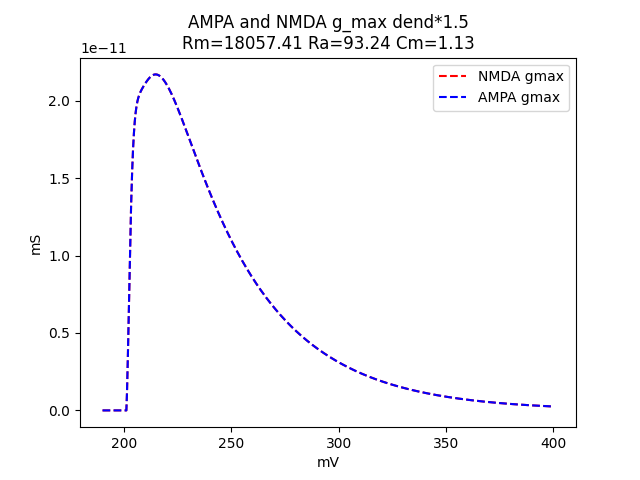 AMPA and NMDA g_max dend*1.5
Rm=18057.41 Ra=93.24 Cm=1.13
1e−11
NMDA gmax
AMPA gmax
2.0
1.5
1.0
0.5
0.0
mS
200 250 300 350 400
mV